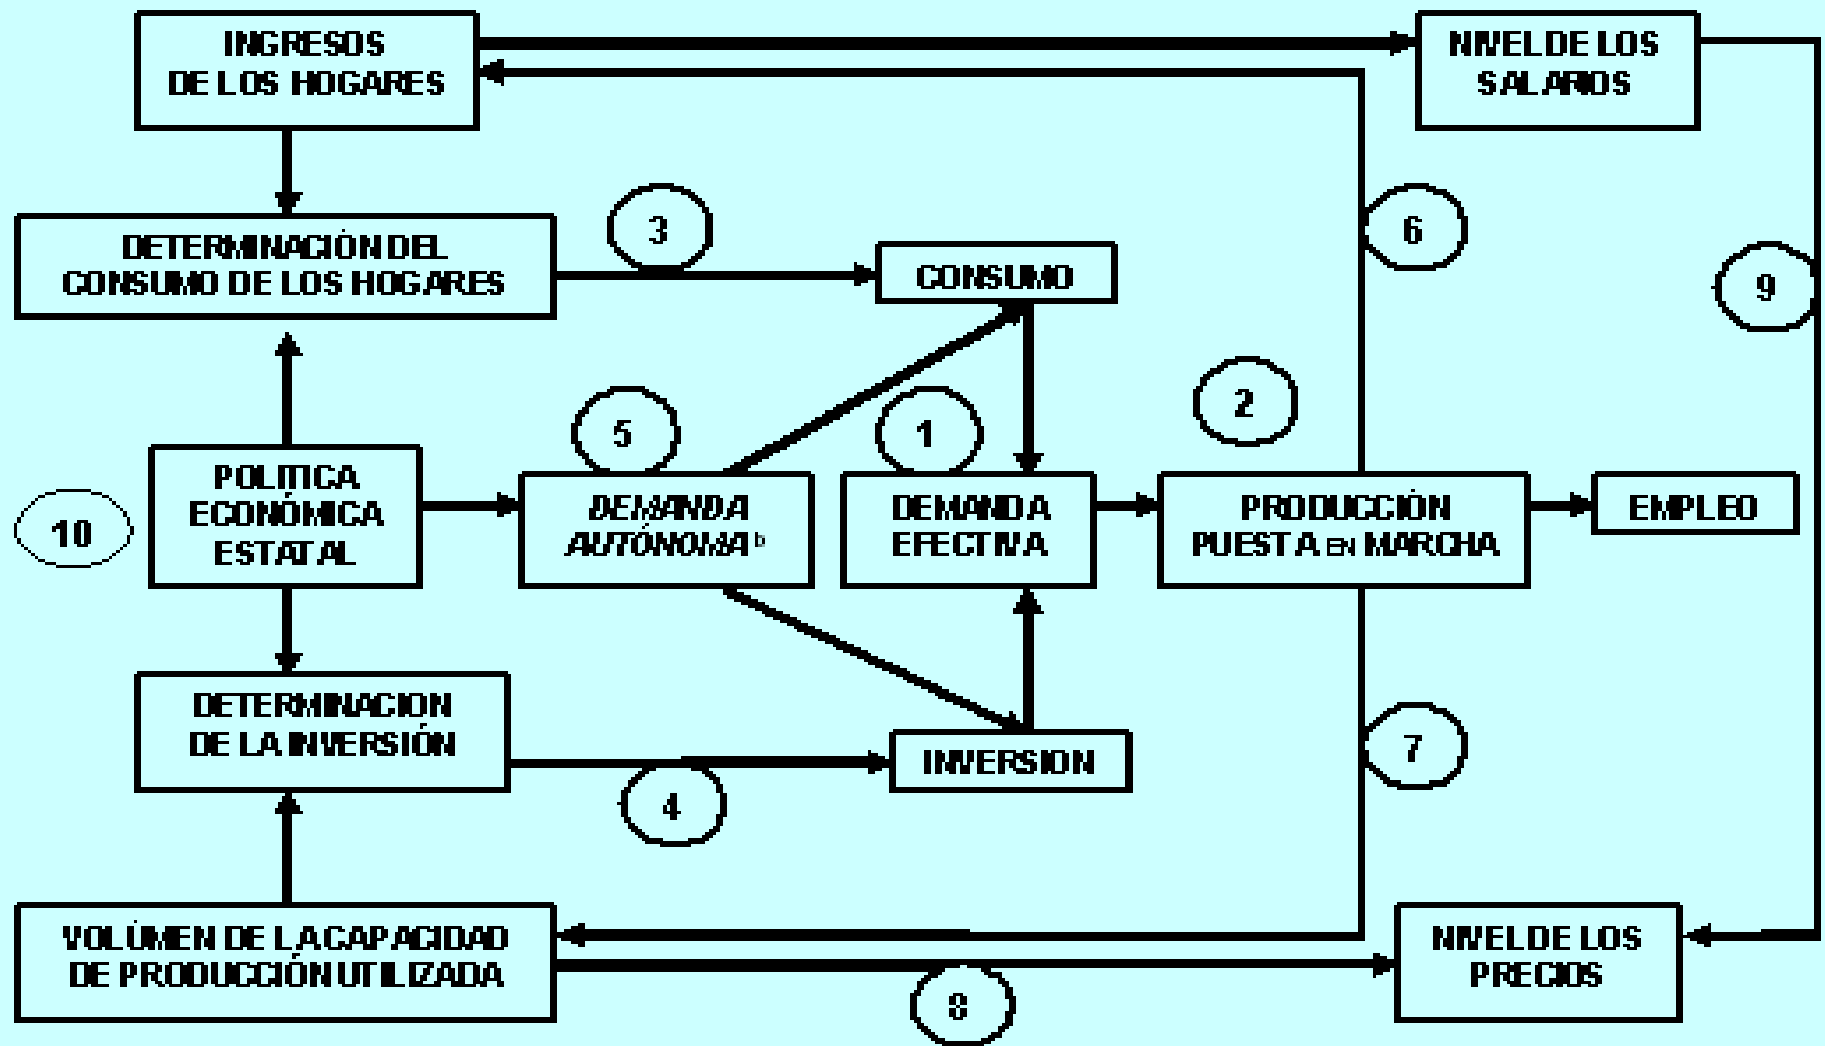 INGRESOS
DE LOS HOGARES
NIVEL DE LOS
SALARIOS
DETERMINACIÓN DEL
CONSUMO DE LOS HOGARES
3
CONSUMO
6
9
5
1
2
10
POLITICA
ECONÓMICA
ESTATAL
DEMANDA
AUTÓNOMA b
DEMANDA
EFECTIVA
PRODUCCIÓN
PUESTA EN MARCHA
EMPLEO
DETERMINACION
DE LA INVERSIÓN
4
INVERSION
7
VOLÚMEN DE LA CAPACIDAD
DE PRODUCCIÓN UTILIZADA
8
NIVEL DE LOS
PRECIOS